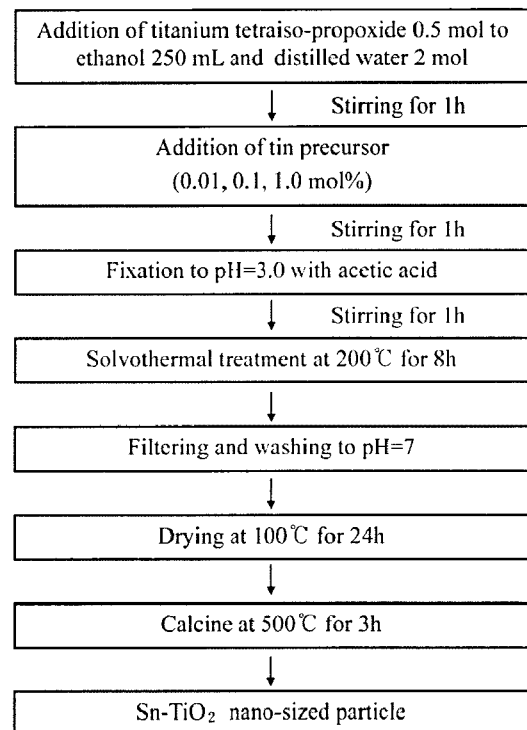 Addition of titanium tetraiso-propoxide 0.5 mol to
ethanol 250 mL and distilled water 2 mol
Stirring for 1h
Addition of tin precursor
(0.01, 0.1, 1.0 mol%)
Stirring for 1h
Fixation to pH=3.0 with acetic acid
Stirring for 1h
Solvothermal treatment at 200℃ for 8h
Filtering and washing to pH=7
Drying at 100℃ for 24h
Calcine at 500℃ for 3h
Sn-TiO₂ nano-sized particle